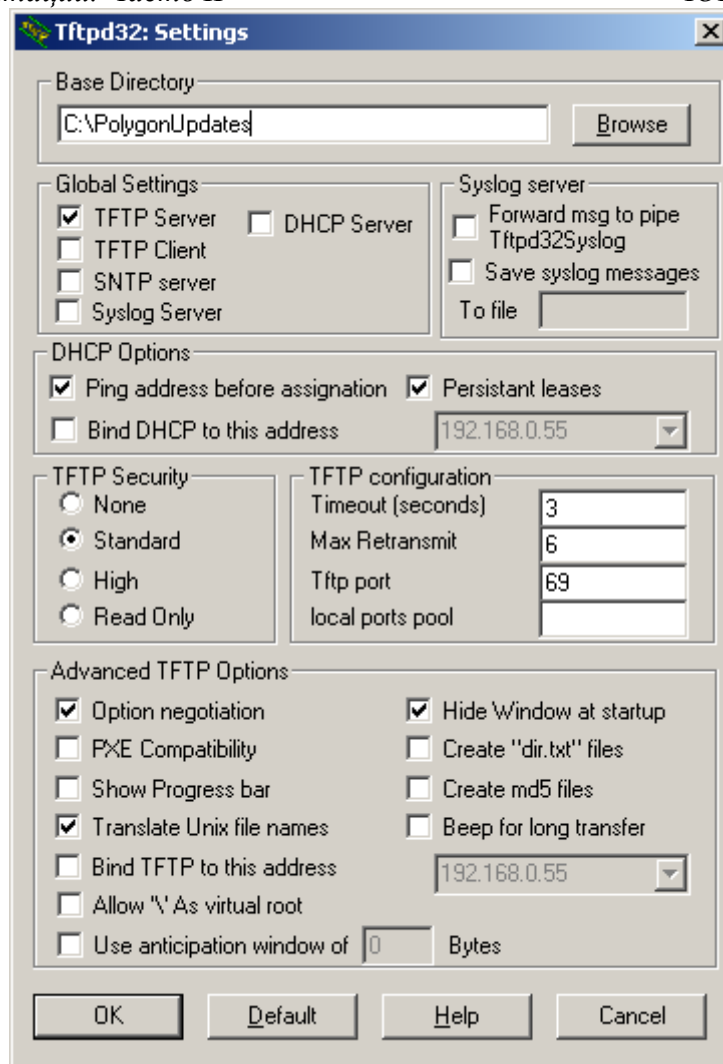 Часто II
Tftpd32: Settings
Base Directory
C:\PolygonUpdates
Browse
Global Settings
TFTP Server
DHCP Server
TFTP Client
SNTP server
Syslog Server
Syslog server
Forward msg to pipe
Tftpd32Syslog
Save syslog messages
To file
DHCP Options
Ping address before assignation
Persistant leases
Bind DHCP to this address
192.168.0.55
TFTP Security
None
Standard
High
Read Only
TFTP configuration
Timeout (seconds)
3
Max Retransmit
6
Tftp port
69
local ports pool
Advanced TFTP Options
Option negotiation
Hide Window at startup
PXE Compatibility
Create "dir.txt" files
Show Progress bar
Create md5 files
Translate Unix file names
Beep for long transfer
Bind TFTP to this address
192.168.0.55
Allow '\' As virtual root
Use anticipation window of
0
Bytes
OK
Default
Help
Cancel